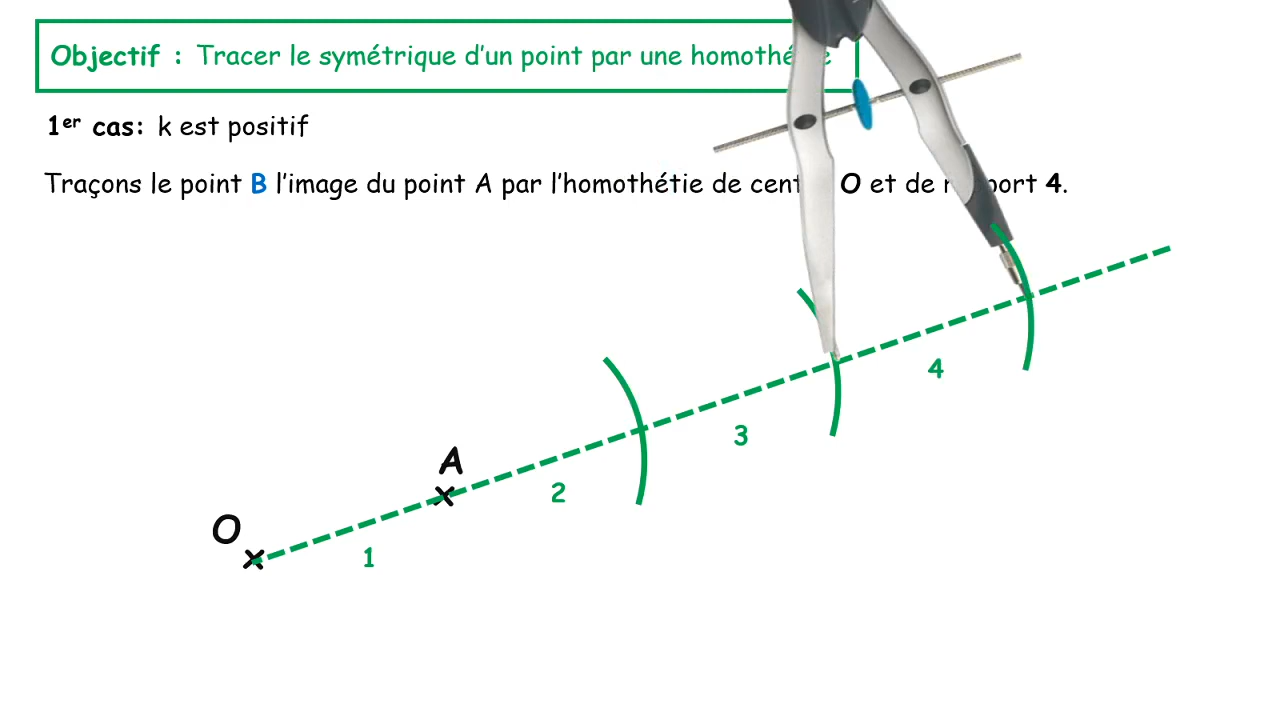 Objectif : Tracer le symétrique d'un point par une homothé e
1er cas: k est positif
Traçons le point B l'image du point A par l'homothétie de cent O et de r port 4.
4
3
A
2
O
1